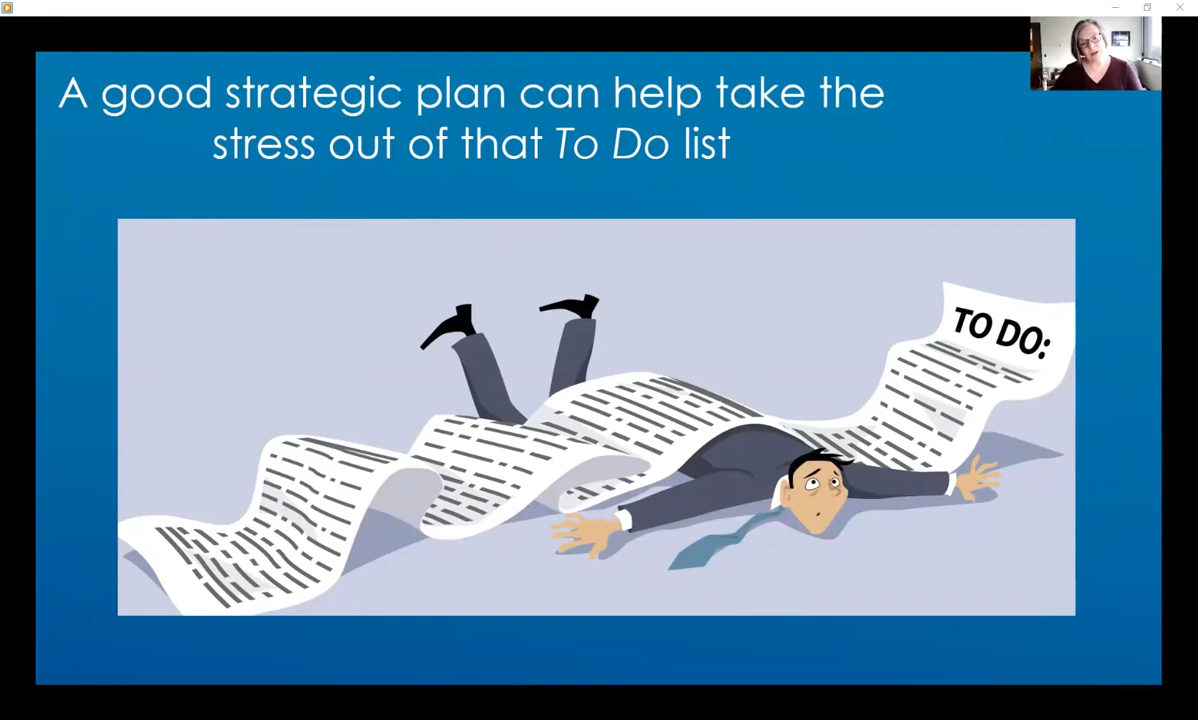 A good strategic plan can help take the
stress out of that To Do list
TO DO: